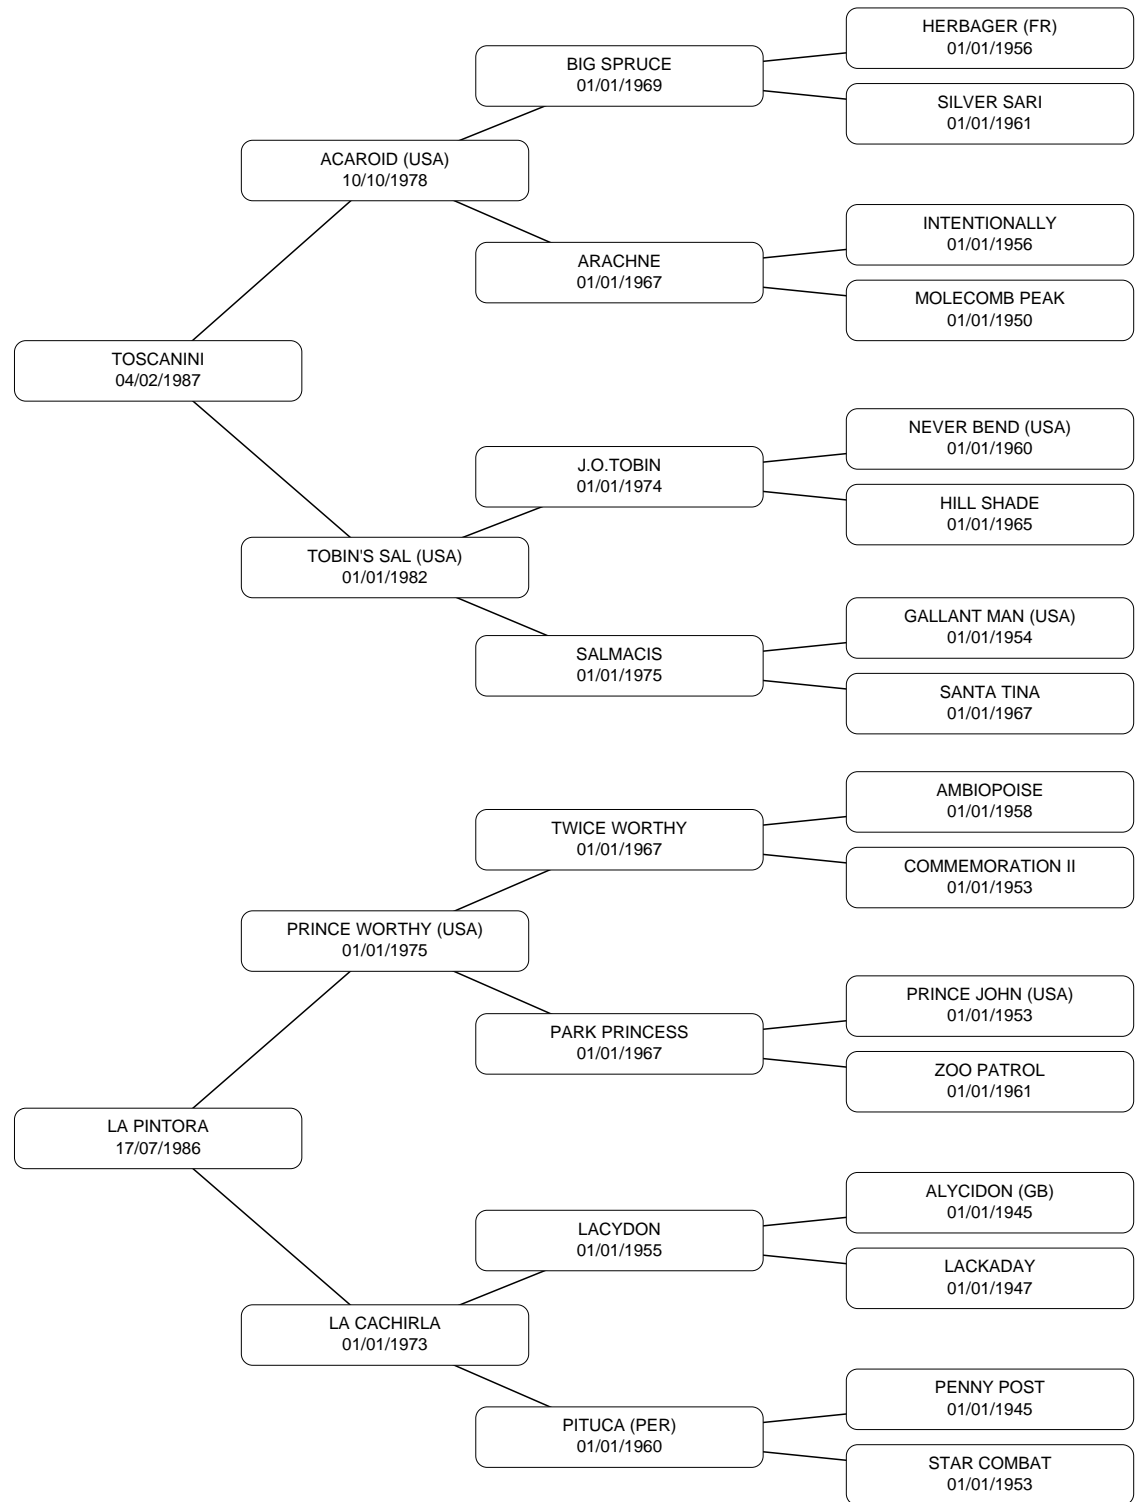 HERBAGER (FR)
01/01/1956
BIG SPRUCE
01/01/1969
SILVER SARI
01/01/1961
ACAROID (USA)
10/10/1978
INTENTIONALLY
01/01/1956
ARACHNE
01/01/1967
MOLECOMB PEAK
01/01/1950
TOSCANINI
04/02/1987
NEVER BEND (USA)
01/01/1960
J.O.TOBIN
01/01/1974
HILL SHADE
01/01/1965
TOBIN'S SAL (USA)
01/01/1982
GALLANT MAN (USA)
01/01/1954
SALMACIS
01/01/1975
SANTA TINA
01/01/1967
AMBIOPOISE
01/01/1958
TWICE WORTHY
01/01/1967
COMMEMORATION II
01/01/1953
PRINCE WORTHY (USA)
01/01/1975
PRINCE JOHN (USA)
01/01/1953
PARK PRINCESS
01/01/1967
ZOO PATROL
01/01/1961
LA PINTORA
17/07/1986
ALYCIDON (GB)
01/01/1945
LACYDON
01/01/1955
LACKADAY
01/01/1947
LA CACHIRLA
01/01/1973
PENNY POST
01/01/1945
PITUCA (PER)
01/01/1960
STAR COMBAT
01/01/1953